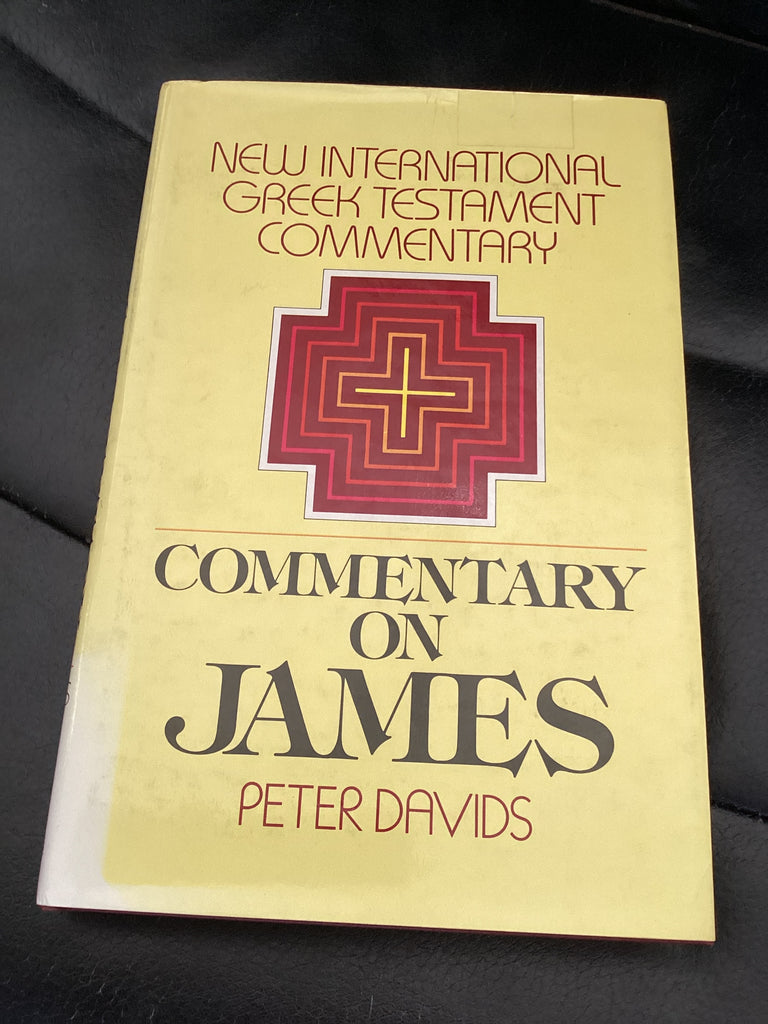 NEW INTERNATIONAL
GREEK TESTAMENT
COMMENTARY
COMMENTARY
ON
JAMES
PETER DAVIDS